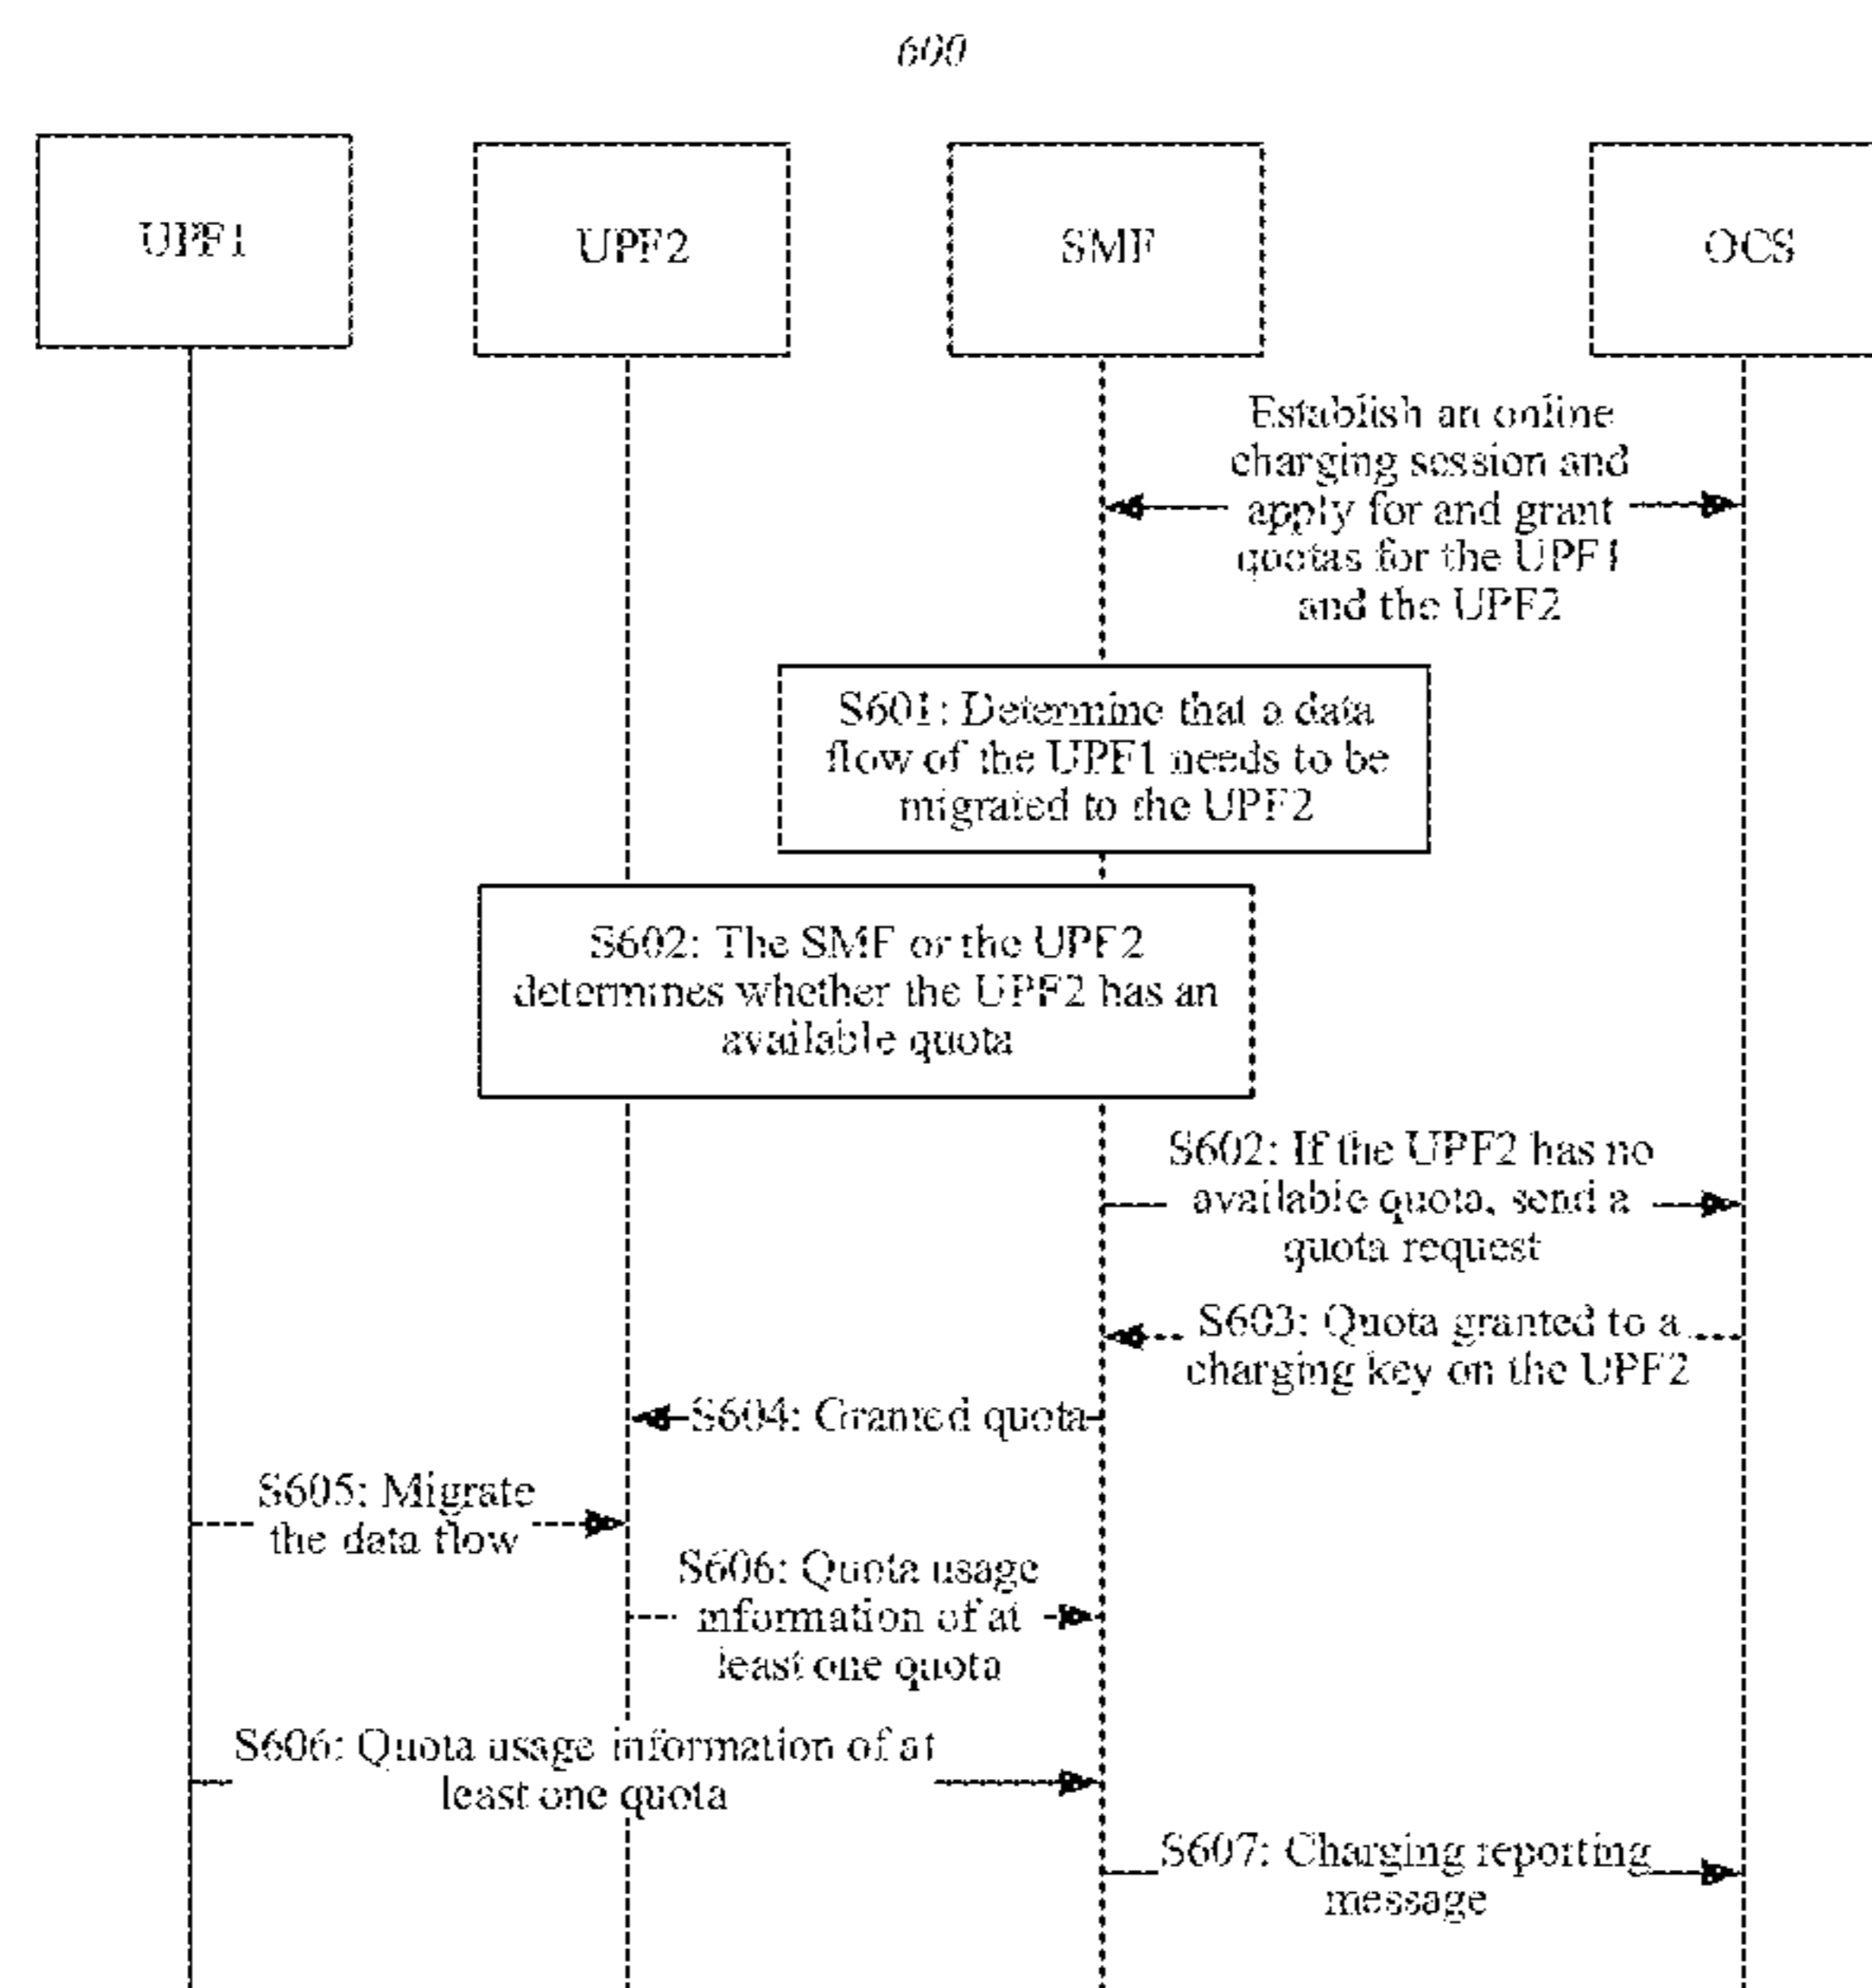 600
UPF1
UPF2
SMF
OCS
Establish an online
charging session and
apply for and grant
quotas for the UPF1
and the UPF2
S601: Determine that a data
flow of the UPF1 needs to be
migrated to the UPF2
S602: The SMF or the UPF2
determines whether the UPF2 has an
available quota
S602: If the UPF2 has no
available quota, send a
quota request
S603: Quota granted to a
charging key on the UPF2
S604: Granted quota
S605: Migrate
the data flow
S606: Quota usage
information of at
least one quota
S606: Quota usage information of at
least one quota
S607: Charging reporting
message